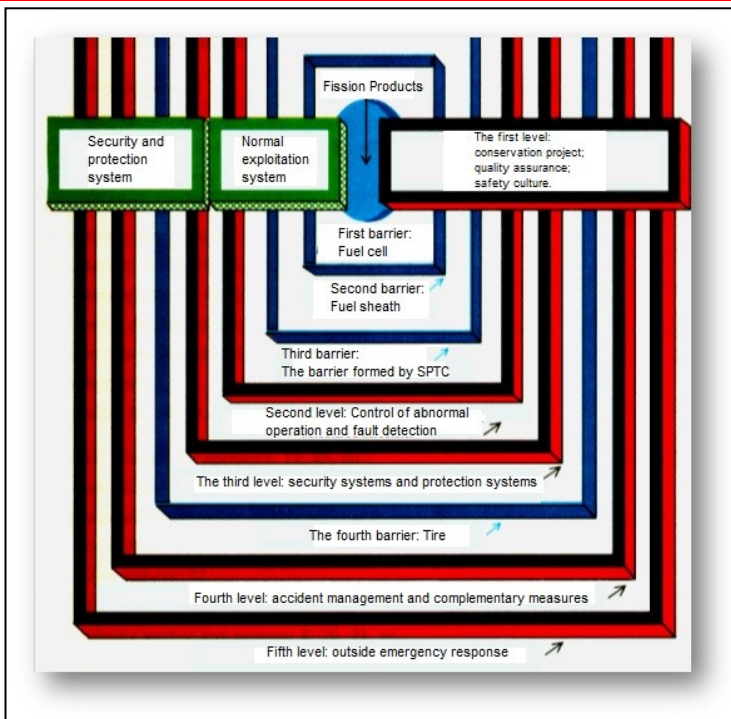 Fission Products
Security and
protection
system
Normal
exploitation
system
The first level:
conservation project;
quality assurance;
safety culture.
First barrier:
Fuel cell
Second barrier:
Fuel sheath
Third barrier:
The barrier formed by SPTC
Second level: Control of abnormal
operation and fault detection
The third level: security systems and protection systems
The fourth barrier: Tire
Fourth level: accident management and complementary measures
Fifth level: outside emergency response